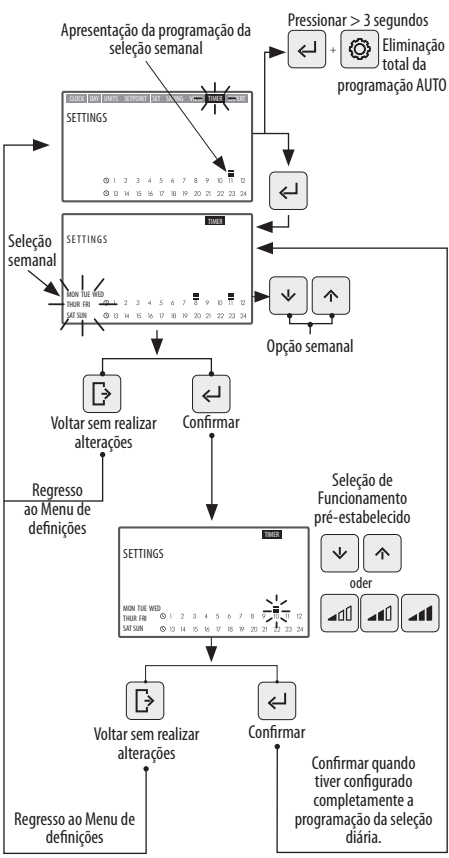 Pressionar > 3 segundos
Apresentação da programação da
seleção semanal
+
Eliminação
total da
programação AUTO
CLOCK DAY UNITS SETPOINT SET TIMER
SETTINGS
1 2 3 4 5 6 7 8 9 10 11 12
13 14 15 16 17 18 19 20 21 22 23 24
TIMER
SETTINGS
Seleção
semanal
MON TUE WED
THUR FRI 1 2 3 4 5 6 7 8 9 10 11 12
SAT SUN 13 14 15 16 17 18 19 20 21 22 23 24
Opção semanal
Voltar sem realizar
alterações
Confirmar
Regresso
ao Menu de
definições
Seleção de
Funcionamento
pré-estabelecido
oder
TIMER
SETTINGS
MON TUE WED
THUR FRI 1 2 3 4 5 6 7 8 9 10 11 12
SAT SUN 13 14 15 16 17 18 19 20 21 22 23 24
Voltar sem realizar
alterações
Confirmar
Confirmar quando
tiver configurado
completamente a
programação da seleção
diária.
Regresso ao Menu de
definições